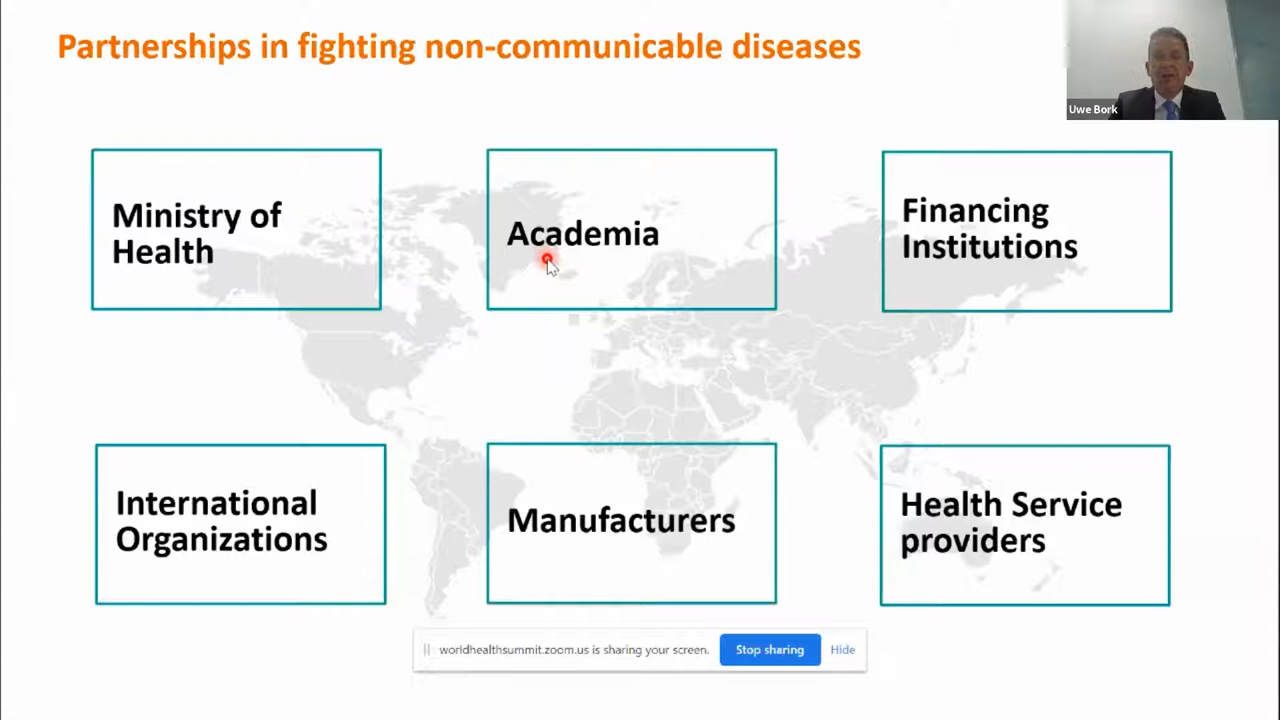 Partnerships in fighting non-communicable diseases
Uwe Bork
Ministry of
Health
Academia
Financing
Institutions
International
Organizations
Manufacturers
Health Service
providers
worldhealthsummit.zoom.us is sharing your screen.
Stop sharing
Hide